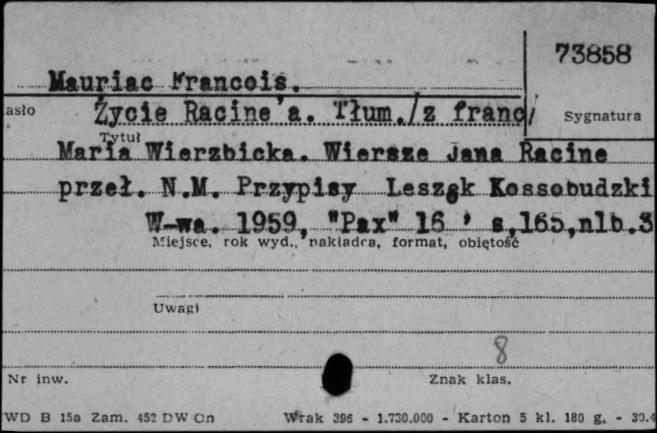 73858
Mauriac Francois.
asło
Życie Racine'a. Tłum./z franc/
Sygnatura
Tytuł
Maria Wierzbicka. Wiersze Jana Racine
przeł. N.M. Przypisy Leszek Kossobudzki
W-wa. 1959, "Pax" 16 ' s,165,nlb.3
Miejsce, rok wyd., nakładca, format, objętość
Uwagi
8
Nr inw.
Znak klas.
WD B 15a Zam. 452 DW Cn Wrak 396 - 1.730.000 - Karton 5 kl. 180 g. - 30.4